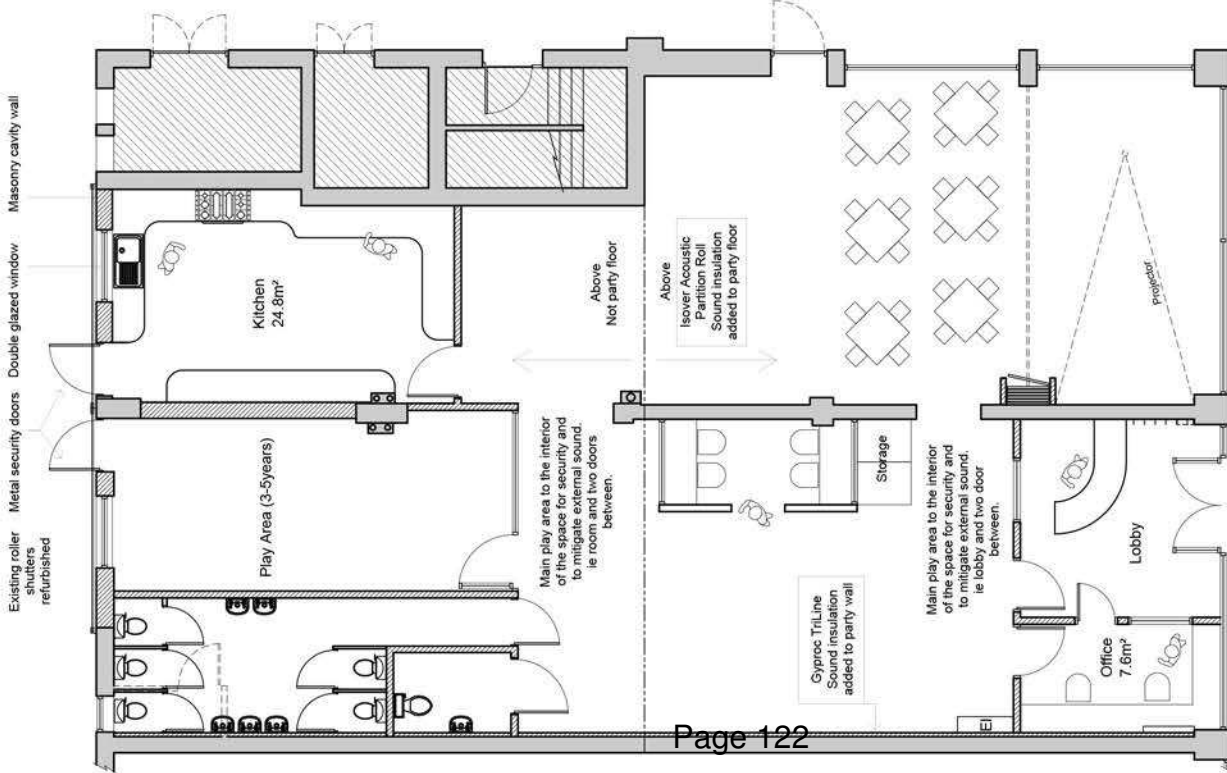 Masonry cavity wall
Double glazed window
Metal security doors
Existing roller
shutters
refurbished
Kitchen
24.8m²
Above
Not party floor
Above
Isover Acoustic
Partition Roll
Sound insulation
added to party floor
Projector
Play Area (3-5years)
Main play area to the interior
of the space for security and
to mitigate external sound.
ie room and two doors
between.
Storage
Main play area to the interior
of the space for security and
to mitigate external sound.
ie lobby and two door
between.
Lobby
Gyproc TriLine
Sound insulation
added to party wall
Office
7.6m²
EI
Page 122